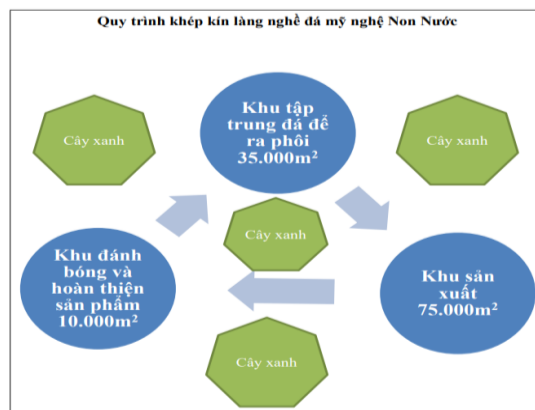 Quy trình khép kín làng nghề đá mỹ nghệ Non Nước
Khu tập
trung đá để
ra phôi
35.000m²
Cây xanh
Cây xanh
Cây xanh
Khu đánh
bóng và
hoàn thiện
sản phẩm
10.000m²
Khu sản
xuất
75.000m²
Cây xanh